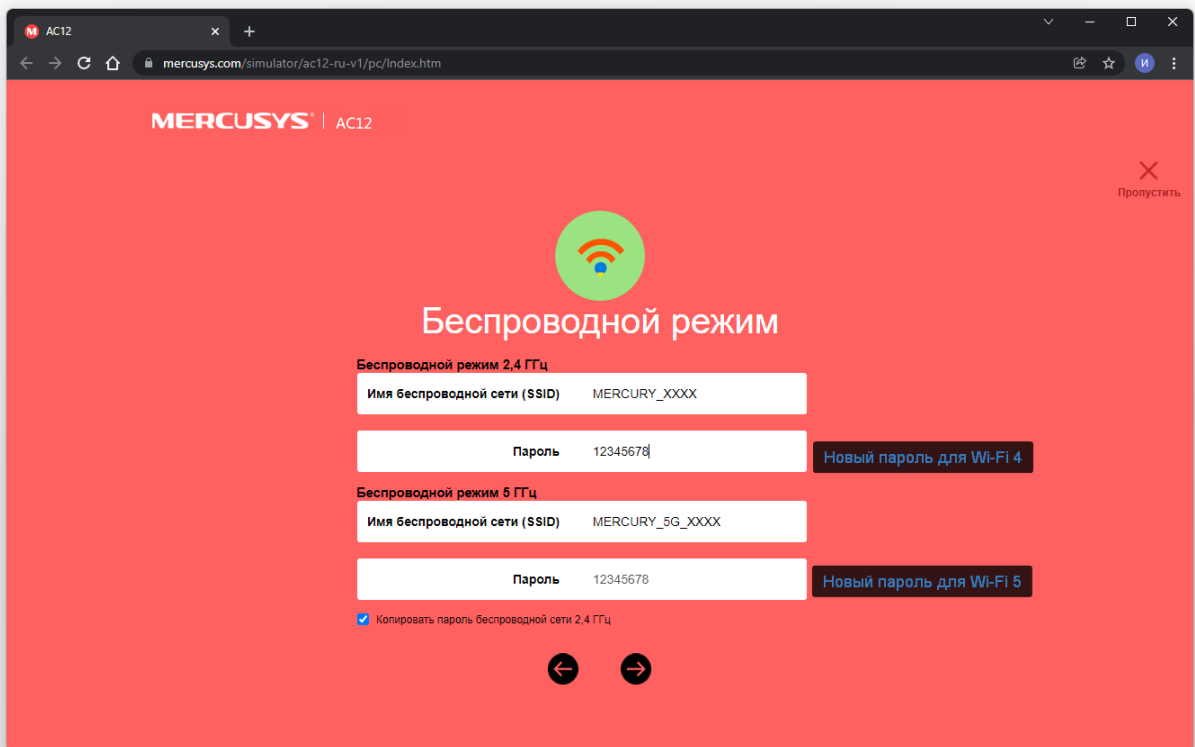 AC12
mercusys.com/simulator/ac12-ru-v1/pc/Index.htm
И
MERCUSYS® | AC12
Пропустить
Беспроводной режим
Беспроводной режим 2,4 ГГц
Имя беспроводной сети (SSID) MERCURY_XXXX
Пароль 12345678
Новый пароль для Wi-Fi 4
Беспроводной режим 5 ГГц
Имя беспроводной сети (SSID) MERCURY_5G_XXXX
Пароль 12345678
Новый пароль для Wi-Fi 5
Копировать пароль беспроводной сети 2,4 ГГц